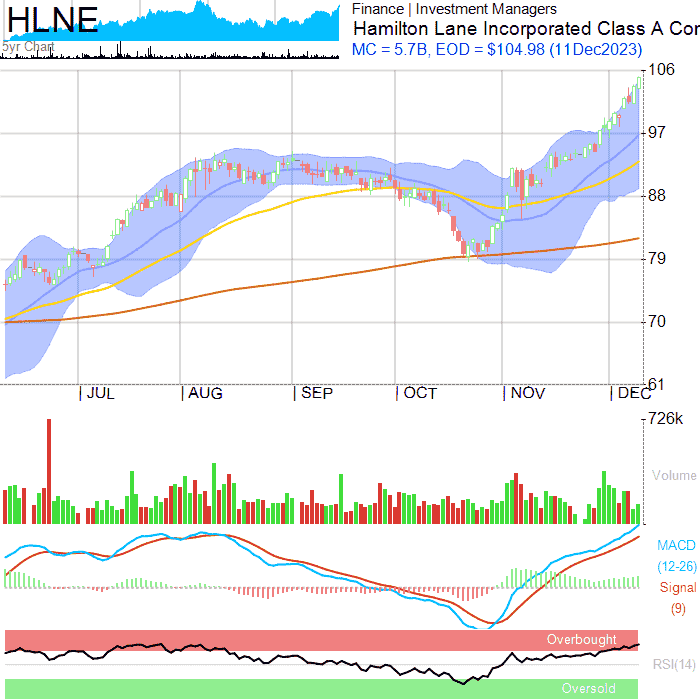 HLNE
5yr Chart
Finance | Investment Managers
Hamilton Lane Incorporated Class A Cor
MC = 5.7B, EOD = $104.98 (11Dec2023)
106
97
88
79
70
61
JUL AUG SEP OCT NOV DEC
726k
Volume
MACD
(12-26)
Signal
(9)
Overbought
RSI(14)
Oversold